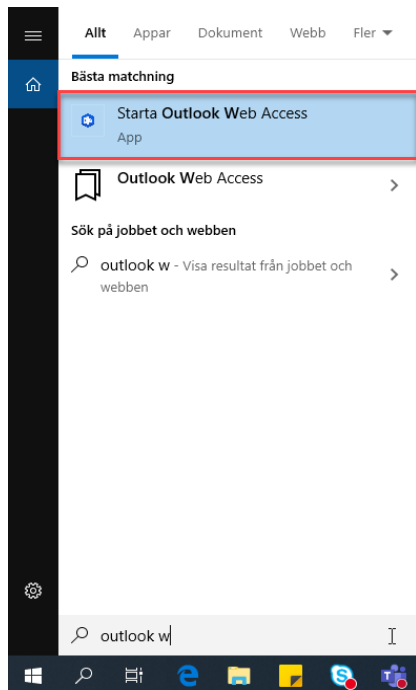 Allt Appar Dokument Webb Fler
Bästa matchning
Starta Outlook Web Access
App
Outlook Web Access
Sök på jobbet och webben
outlook w - Visa resultat från jobbet och
webben
outlook w